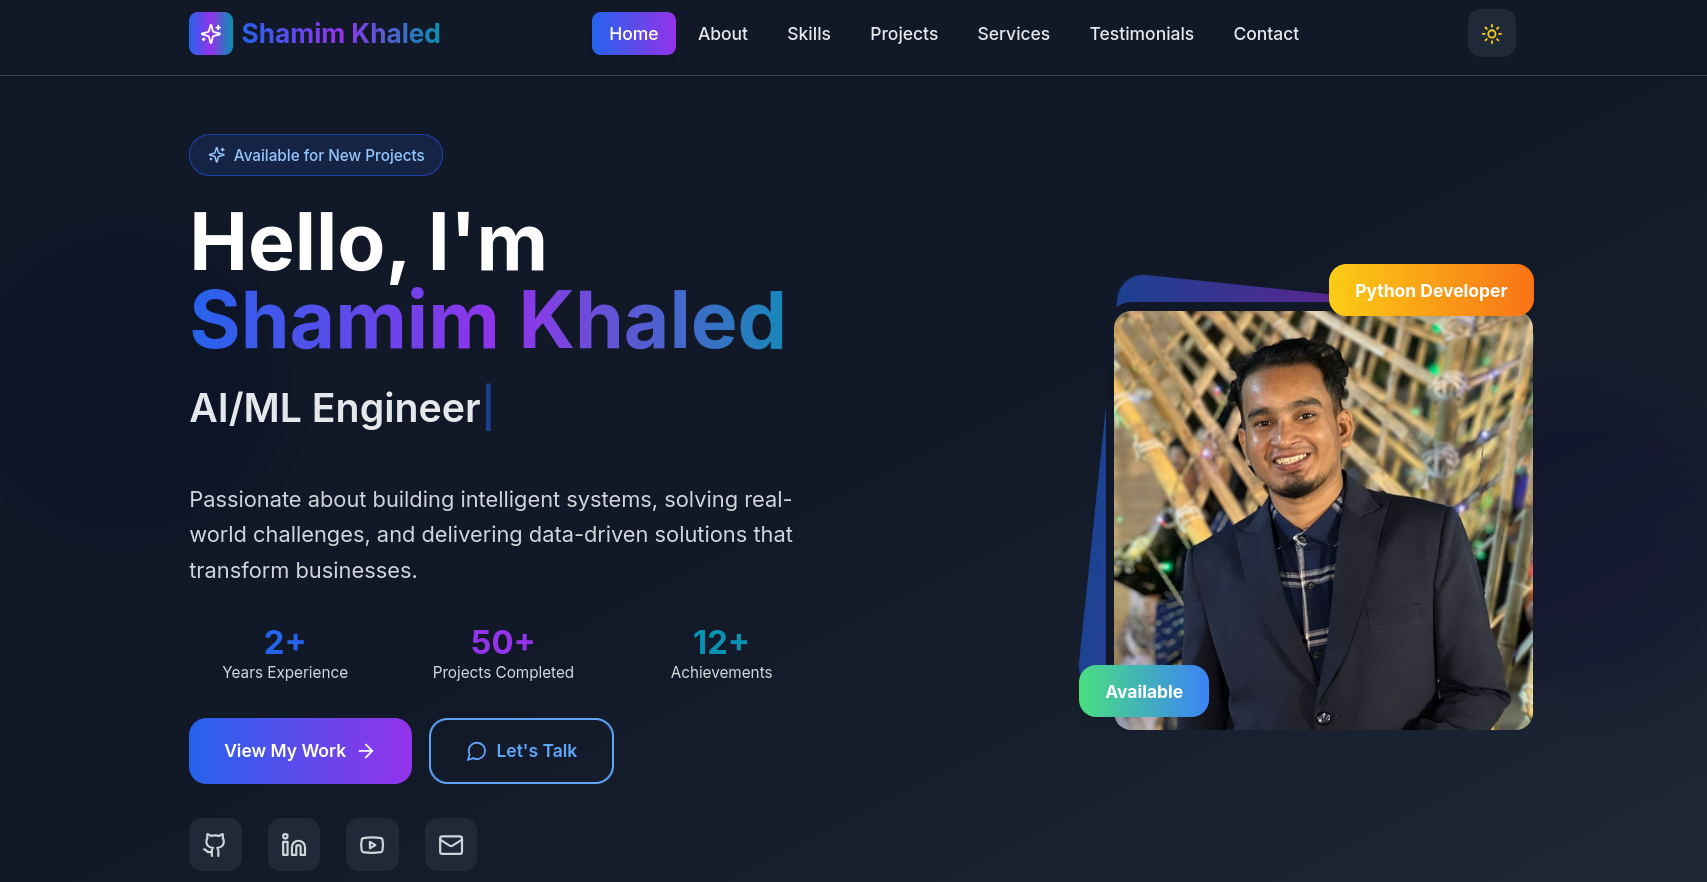 Shamim Khaled
Home
About
Skills
Projects
Services
Testimonials
Contact
Available for New Projects
Hello, I'm
Shamim Khaled
AI/ML Engineer
Passionate about building intelligent systems, solving real-
world challenges, and delivering data-driven solutions that
transform businesses.
2+
Years Experience
50+
Projects Completed
12+
Achievements
View My Work
Let's Talk
Python Developer
Available